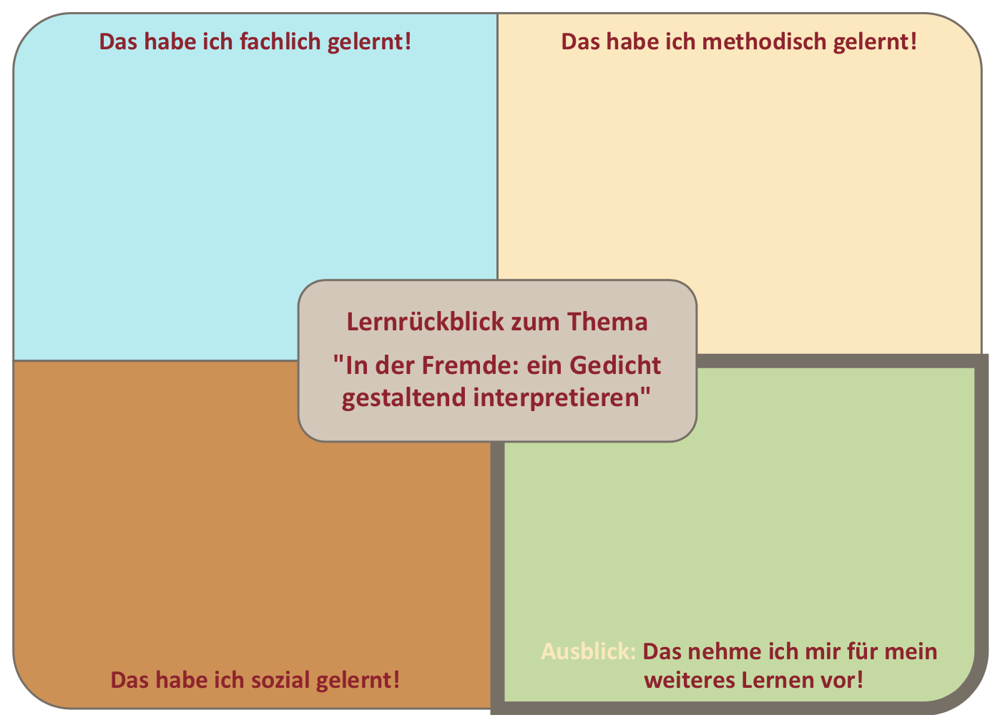 Das habe ich fachlich gelernt!
Das habe ich methodisch gelernt!
Lernrückblick zum Thema
"In der Fremde: ein Gedicht
gestaltend interpretieren"
Das habe ich sozial gelernt!
Ausblick: Das nehme ich mir für mein
weiteres Lernen vor!